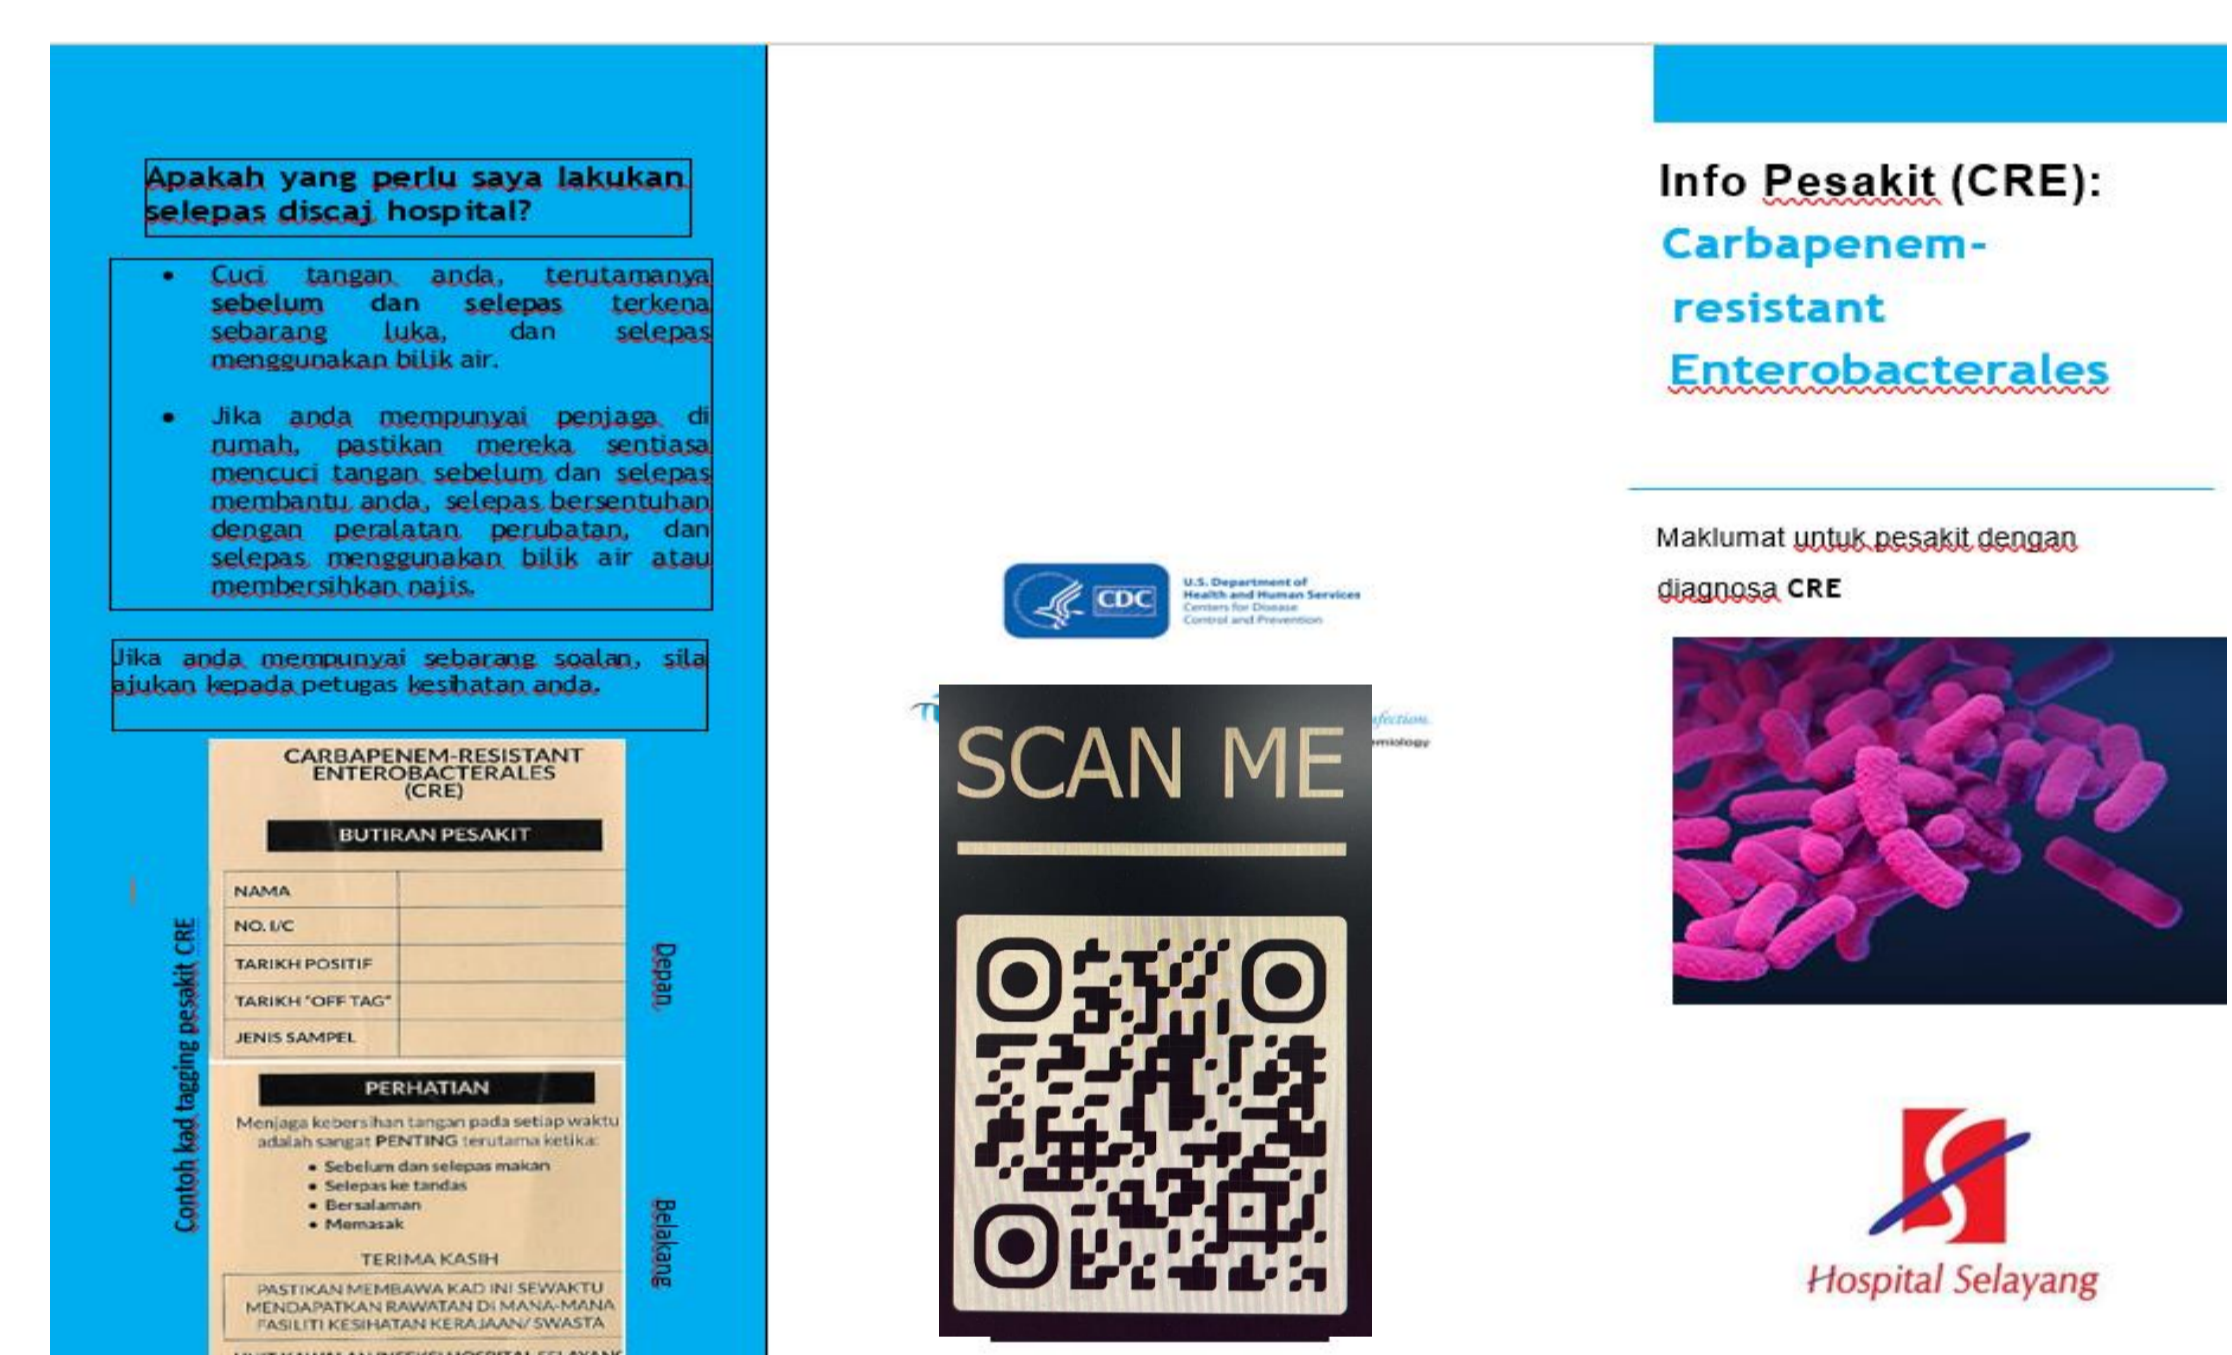 Apakah yang perlu saya lakukan
selepas discaj hospital?
• Cuci tangan anda, terutamanya
sebelum dan selepas terkena
sebarang luka, dan selepas
menggunakan bilik air.
• Jika anda mempunyai penjaga di
rumah, pastikan mereka sentiasa
mencuci tangan sebelum dan selepas
membantu anda, selepas bersentuhan
dengan peralatan perubatan, dan
selepas menggunakan bilik air atau
membersihkan najis.
Jika anda mempunyai sebarang soalan, sila
ajukan kepada petugas kesihatan anda.
Contoh kad tagging pesakit CRE
CARBAPENEM-RESISTANT
ENTEROBACTERALES
(CRE)
BUTIRAN PESAKIT
NAMA
NO. I/C
TARIKH POSITIF
TARIKH "OFF TAG"
JENIS SAMPEL
Depan
PERHATIAN
Menjaga kebersihan tangan pada setiap waktu
adalah sangat PENTING terutama ketika:
• Sebelum dan selepas makan
• Selepas ke tandas
• Bersalaman
• Memasak
TERIMA KASIH
PASTIKAN MEMBAWA KAD INI SEWAKTU
MENDAPATKAN RAWATAN DI MANA-MANA
FASILITI KESIHATAN KERAJAAN/ SWASTA
Belakang
CDC
U.S. Department of
Health and Human Services
Centers for Disease
Control and Prevention
SCAN ME
Info Pesakit (CRE):
Carbapenem-
resistant
Enterobacterales
Maklumat untuk pesakit dengan
diagnosa CRE
Hospital Selayang